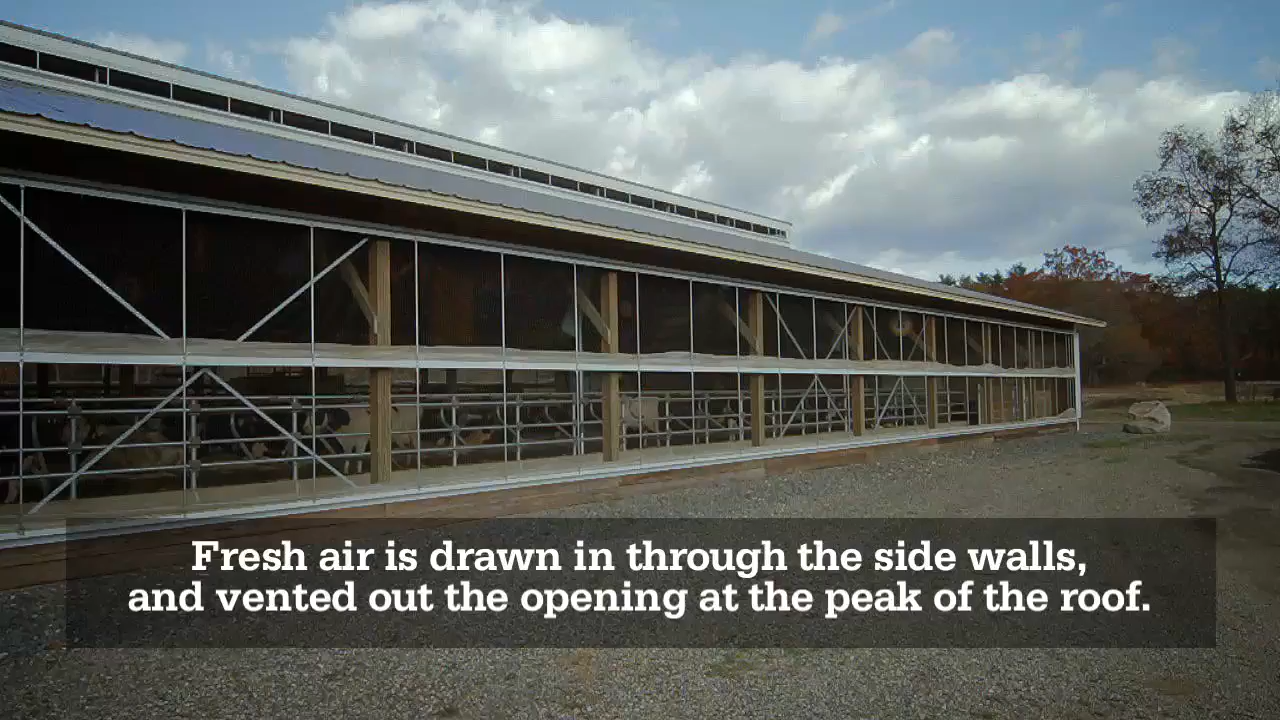 Fresh air is drawn in through the side walls,
and vented out the opening at the peak of the roof.